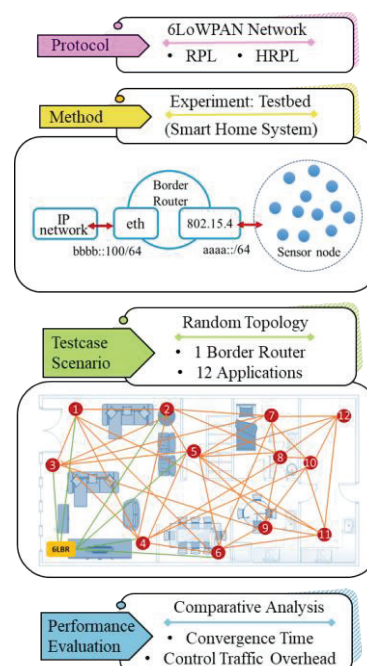 Protocol
6LoWPAN Network
• RPL • HRPL
Method
Experiment: Testbed
(Smart Home System)
Border
Router
IP
network
eth
802.15.4
bbbb::100/64
aaaa::/64
Sensor node
Testcase
Scenario
Random Topology
• 1 Border Router
• 12 Applications
1
2
7
12
3
5
8
10
4
6
9
11
6LBR
Performance
Evaluation
Comparative Analysis
• Convergence Time
• Control Traffic Overhead